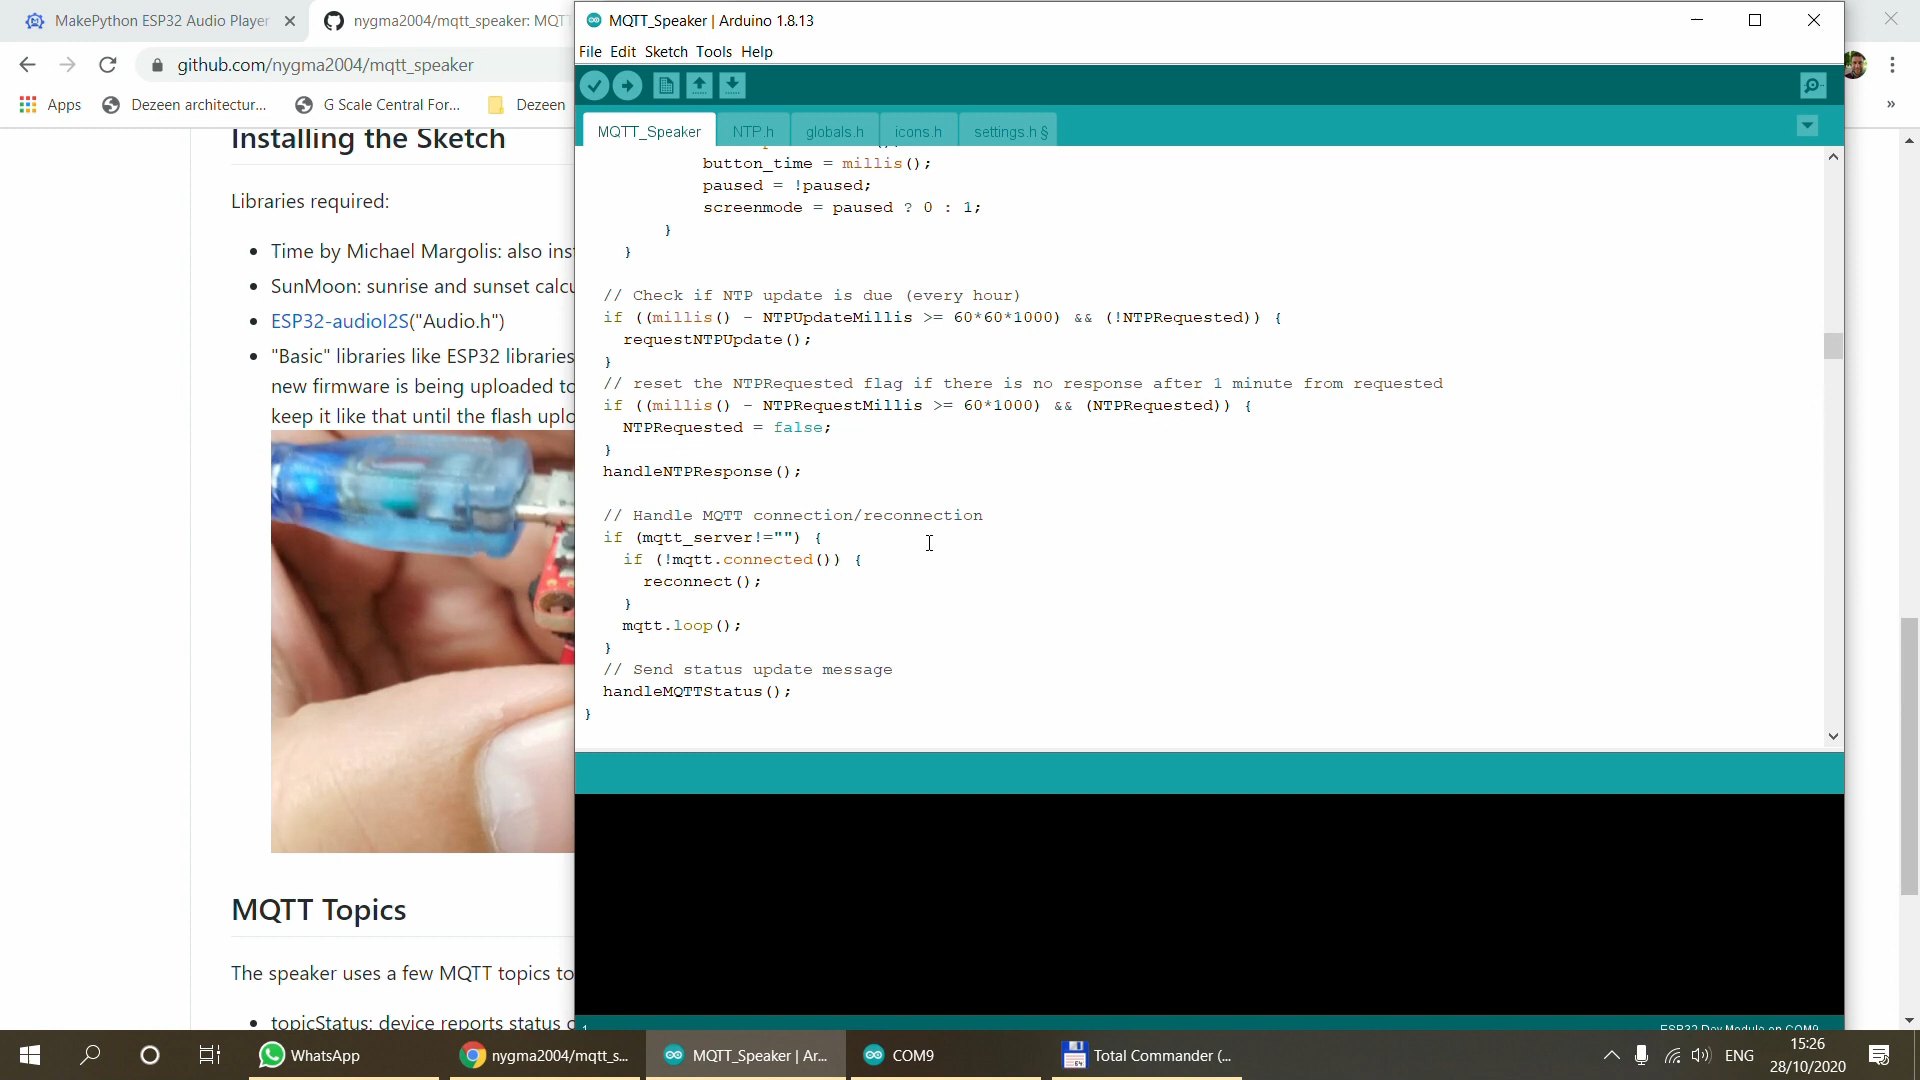 MakePython ESP32 Audio Player
nygma2004/mqtt_speaker: MQT
github.com/nygma2004/mqtt_speaker
Apps
Dezeen architectur...
G Scale Central For...
Dezeen
»
Installing the Sketch
Libraries required:
Time by Michael Margolis: also inst
SunMoon: sunrise and sunset calcu
ESP32-audioI2S("Audio.h")
"Basic" libraries like ESP32 libraries
new firmware is being uploaded to
keep it like that until the flash uplo
MQTT Topics
The speaker uses a few MQTT topics to
topicStatus: device reports status o
MQTT_Speaker | Arduino 1.8.13
File Edit Sketch Tools Help
MQTT_Speaker
NTP.h
globals.h
icons.h
settings.h §
button_time = millis();
paused = !paused;
screenmode = paused ? 0 : 1;
}
}
// Check if NTP update is due (every hour)
if ((millis() - NTPUpdateMillis >= 60*60*1000) && (!NTPRequested)) {
requestNTPUpdate();
}
// reset the NTPRequested flag if there is no response after 1 minute from requested
if ((millis() - NTPRequestMillis >= 60*1000) && (NTPRequested)) {
NTPRequested = false;
}
handleNTPResponse();
// Handle MQTT connection/reconnection
if (mqtt_server!="") {
if (!mqtt.connected()) {
reconnect();
}
mqtt.loop();
}
// Send status update message
handleMQTTStatus();
}
1
ESP32 Dev Module on COM9
WhatsApp
nygma2004/mqtt_s...
MQTT_Speaker | Ar...
COM9
Total Commander (...
ENG
15:26
28/10/2020